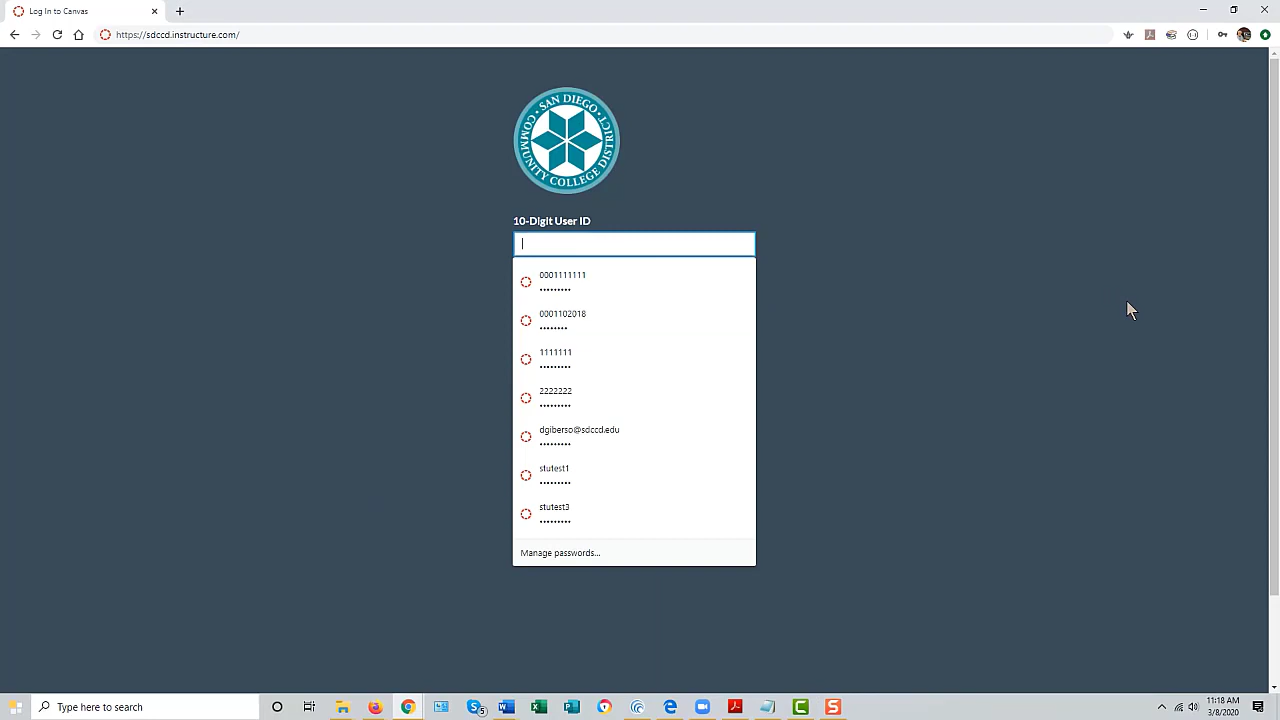 Log In to Canvas
https://sdccd.instructure.com/
• SAN DIEGO •
COMMUNITY COLLEGE DISTRICT
10-Digit User ID
0001111111
•••••••••
0001102018
••••••••
1111111
•••••••••
2222222
•••••••••
dgiberso@sdccd.edu
•••••••••
stutest1
•••••••••
stutest3
•••••••••
Manage passwords...
Type here to search
5
11:18 AM
3/8/2020